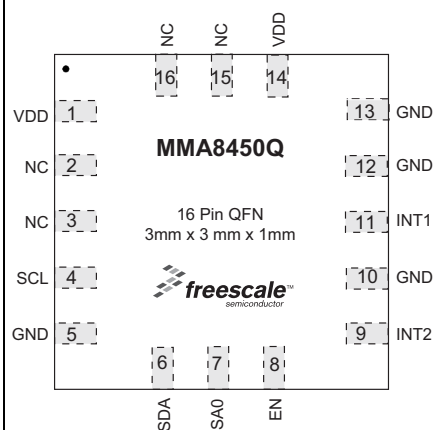 NC
NC
VDD
16
15
14
VDD 1
13 GND
MMA8450Q
NC 2
12 GND
NC 3
16 Pin QFN
3mm x 3 mm x 1mm
11 INT1
SCL 4
freescale™
semiconductor
10 GND
GND 5
9 INT2
6
7
8
SDA
SA0
EN